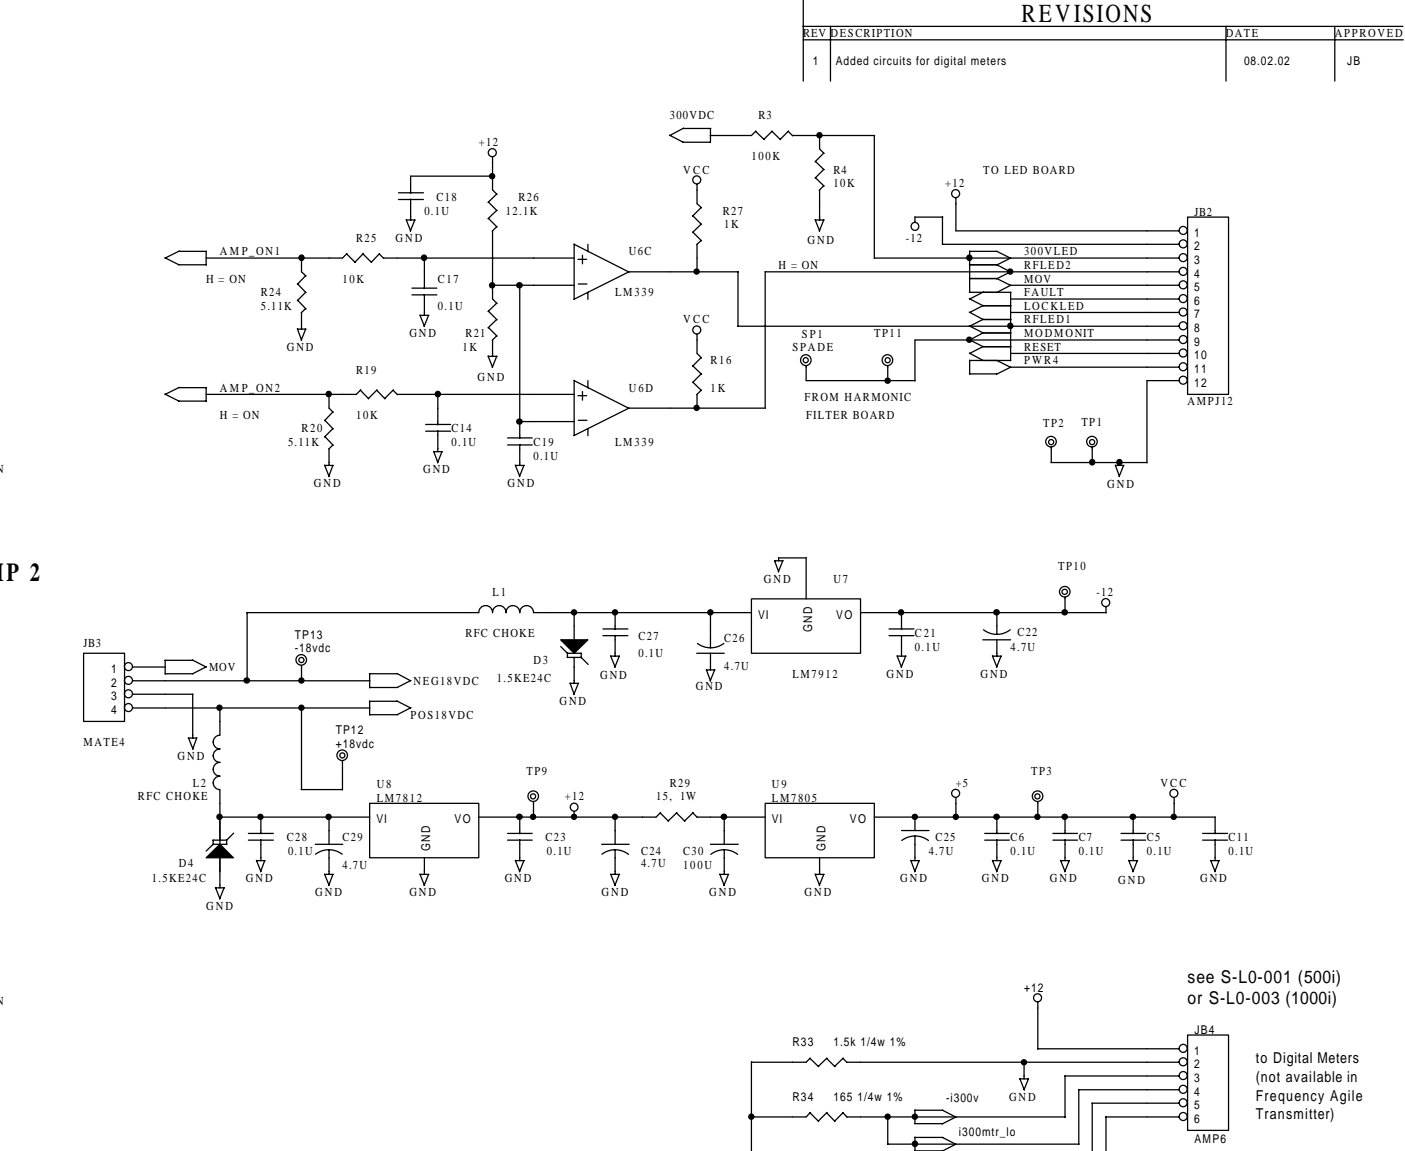 REVISIONS
REV DESCRIPTION DATE APPROVED
1 Added circuits for digital meters 08.02.02 JB
300VDC R3
100K
R4
10K
+12
C18
0.1U
GND
R26
12.1K
VCC
R27
1K
GND
TO LED BOARD
+12
-12
JB2
AMP_ON1
H = ON
R25
10K
R24
5.11K
GND
C17
0.1U
GND
R21
1K
GND
U6C
LM339
H = ON
300VLED
RFLED2
MOV
FAULT
LOCKLED
RFLED1
MODMONIT
RESET
PWR4
1
2
3
4
5
6
7
8
9
10
11
12
AMPJ12
VCC
R16
1K
SP1
SPADE
TP11
FROM HARMONIC
FILTER BOARD
AMP_ON2
H = ON
R19
10K
R20
5.11K
GND
C14
0.1U
GND
C19
0.1U
GND
U6D
LM339
TP2 TP1
GND
N
IP 2
JB3
1
2
3
4
MATE4
MOV
TP13
-18vdc
NEG18VDC
POS18VDC
GND
TP12
+18vdc
L1
RFC CHOKE
D3
1.5KE24C
GND
C27
0.1U
GND
C26
4.7U
GND
GND
U7
VI GND VO
LM7912
C21
0.1U
GND
C22
4.7U
GND
TP10
-12
L2
RFC CHOKE
D4
1.5KE24C
GND
C28
0.1U
GND
C29
4.7U
GND
U8
LM7812
VI GND VO
GND
TP9
+12
C23
0.1U
GND
C24
4.7U
GND
R29
15, 1W
C30
100U
GND
U9
LM7805
VI GND VO
GND
C25
4.7U
GND
+5
C6
0.1U
GND
TP3
C7
0.1U
GND
C5
0.1U
GND
VCC
C11
0.1U
GND
N
see S-L0-001 (500i)
or S-L0-003 (1000i)
+12
JB4
R33 1.5k 1/4w 1%
GND
R34 165 1/4w 1%
-i300v
i300mtr_lo
1
2
3
4
5
6
AMP6
to Digital Meters
(not available in
Frequency Agile
Transmitter)